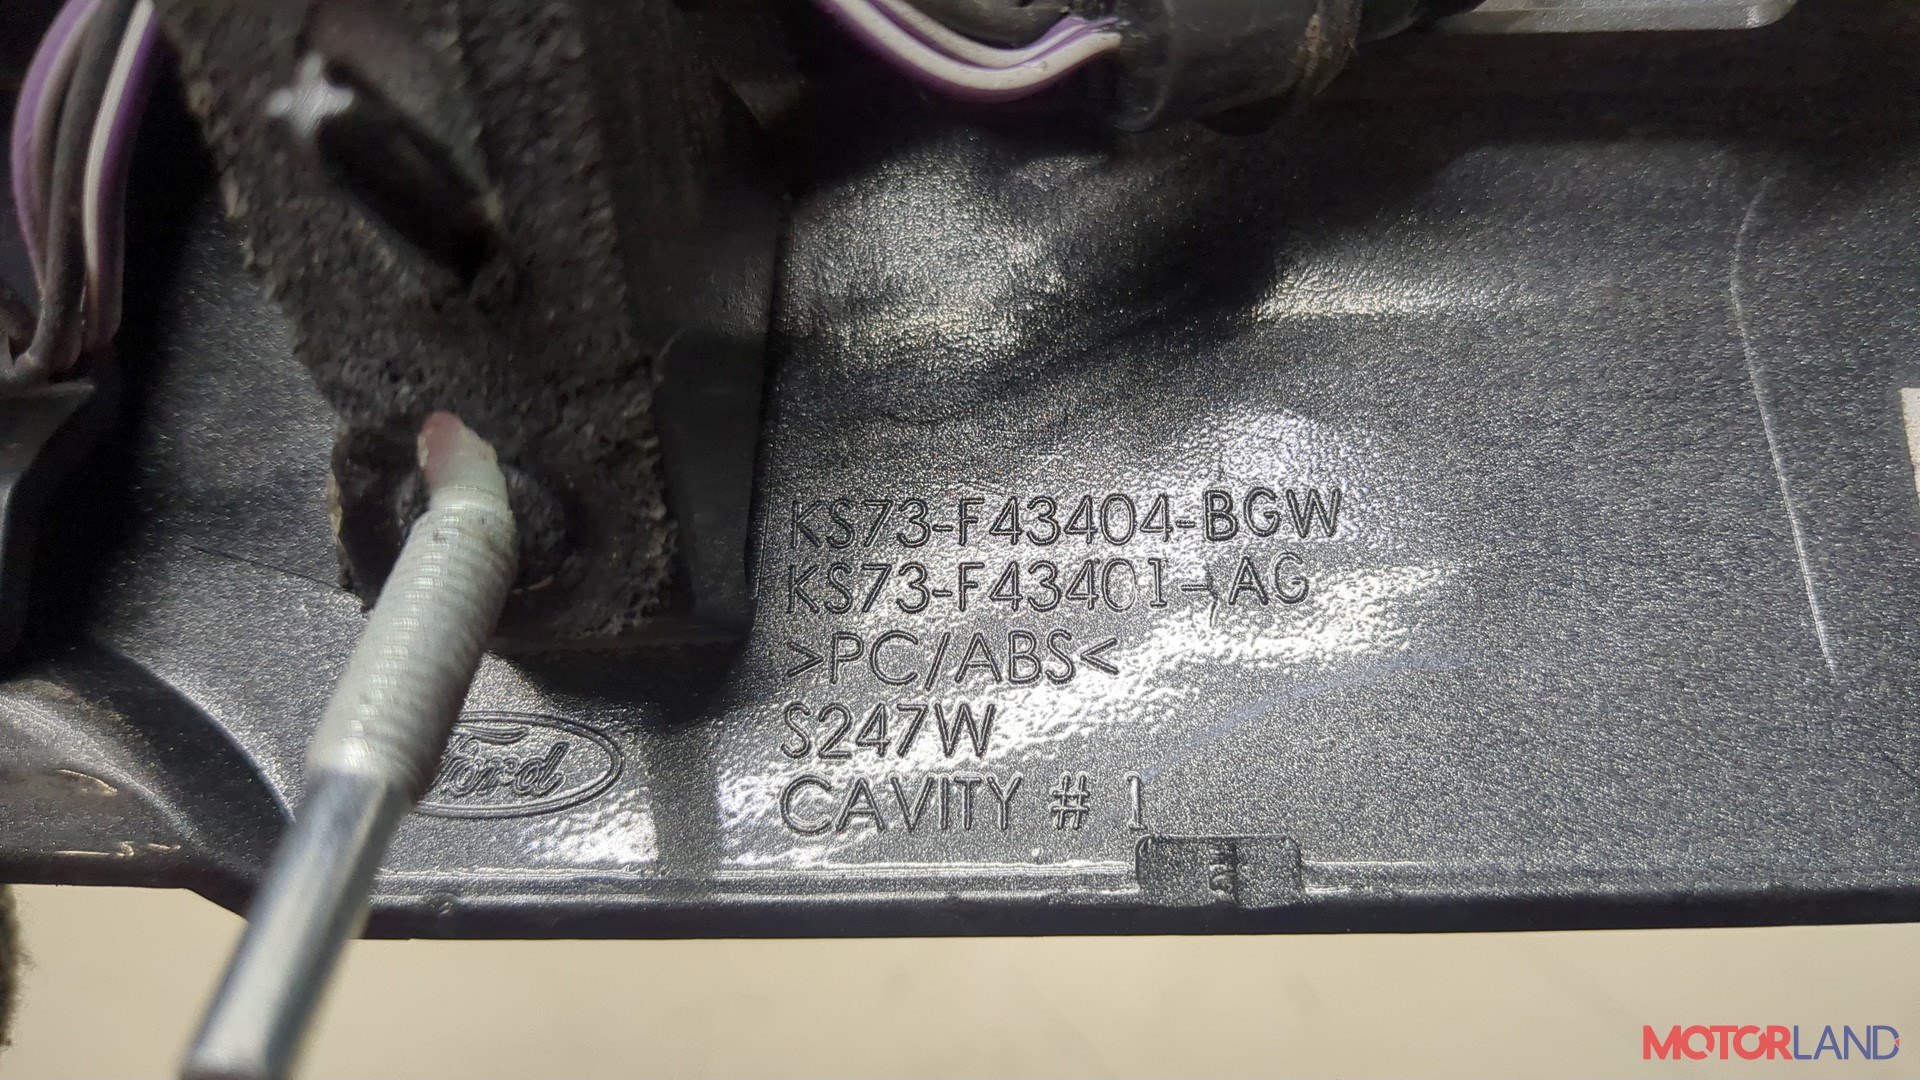 KS73-F43404-BGW
KS73-F43401-AG
>PC/ABS<
S247W
CAVITY # 1
Ford
MOTORLAND